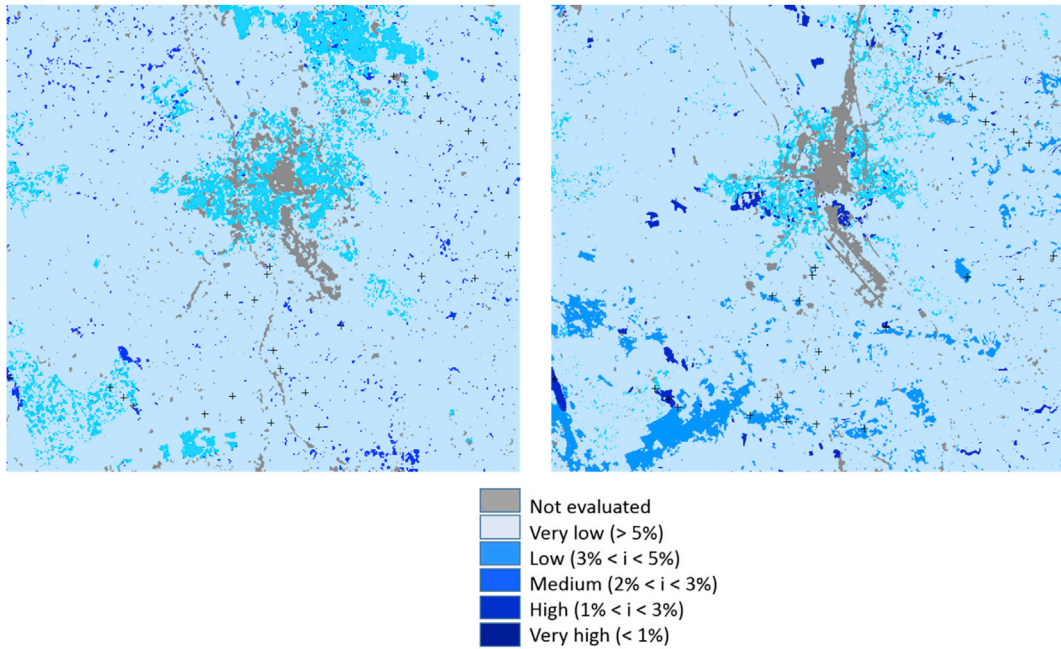 Not evaluated
Very low (> 5%)
Low (3% < i < 5%)
Medium (2% < i < 3%)
High (1% < i < 3%)
Very high (< 1%)